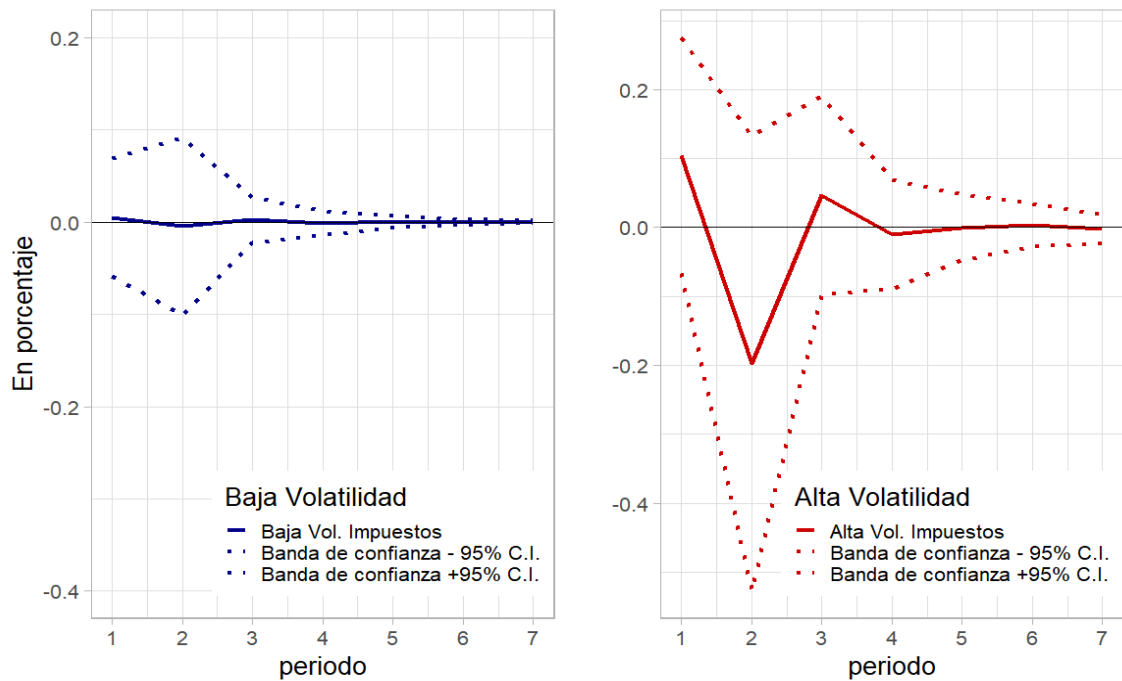 En porcentaje
0.2
0.0
-0.2
-0.4
Baja Volatilidad
Baja Vol. Impuestos
Banda de confianza - 95% C.I.
Banda de confianza +95% C.I.
1 2 3 4 5 6 7
periodo
0.2
0.0
-0.2
-0.4
Alta Volatilidad
Alta Vol. Impuestos
Banda de confianza - 95% C.I.
Banda de confianza +95% C.I.
1 2 3 4 5 6 7
periodo